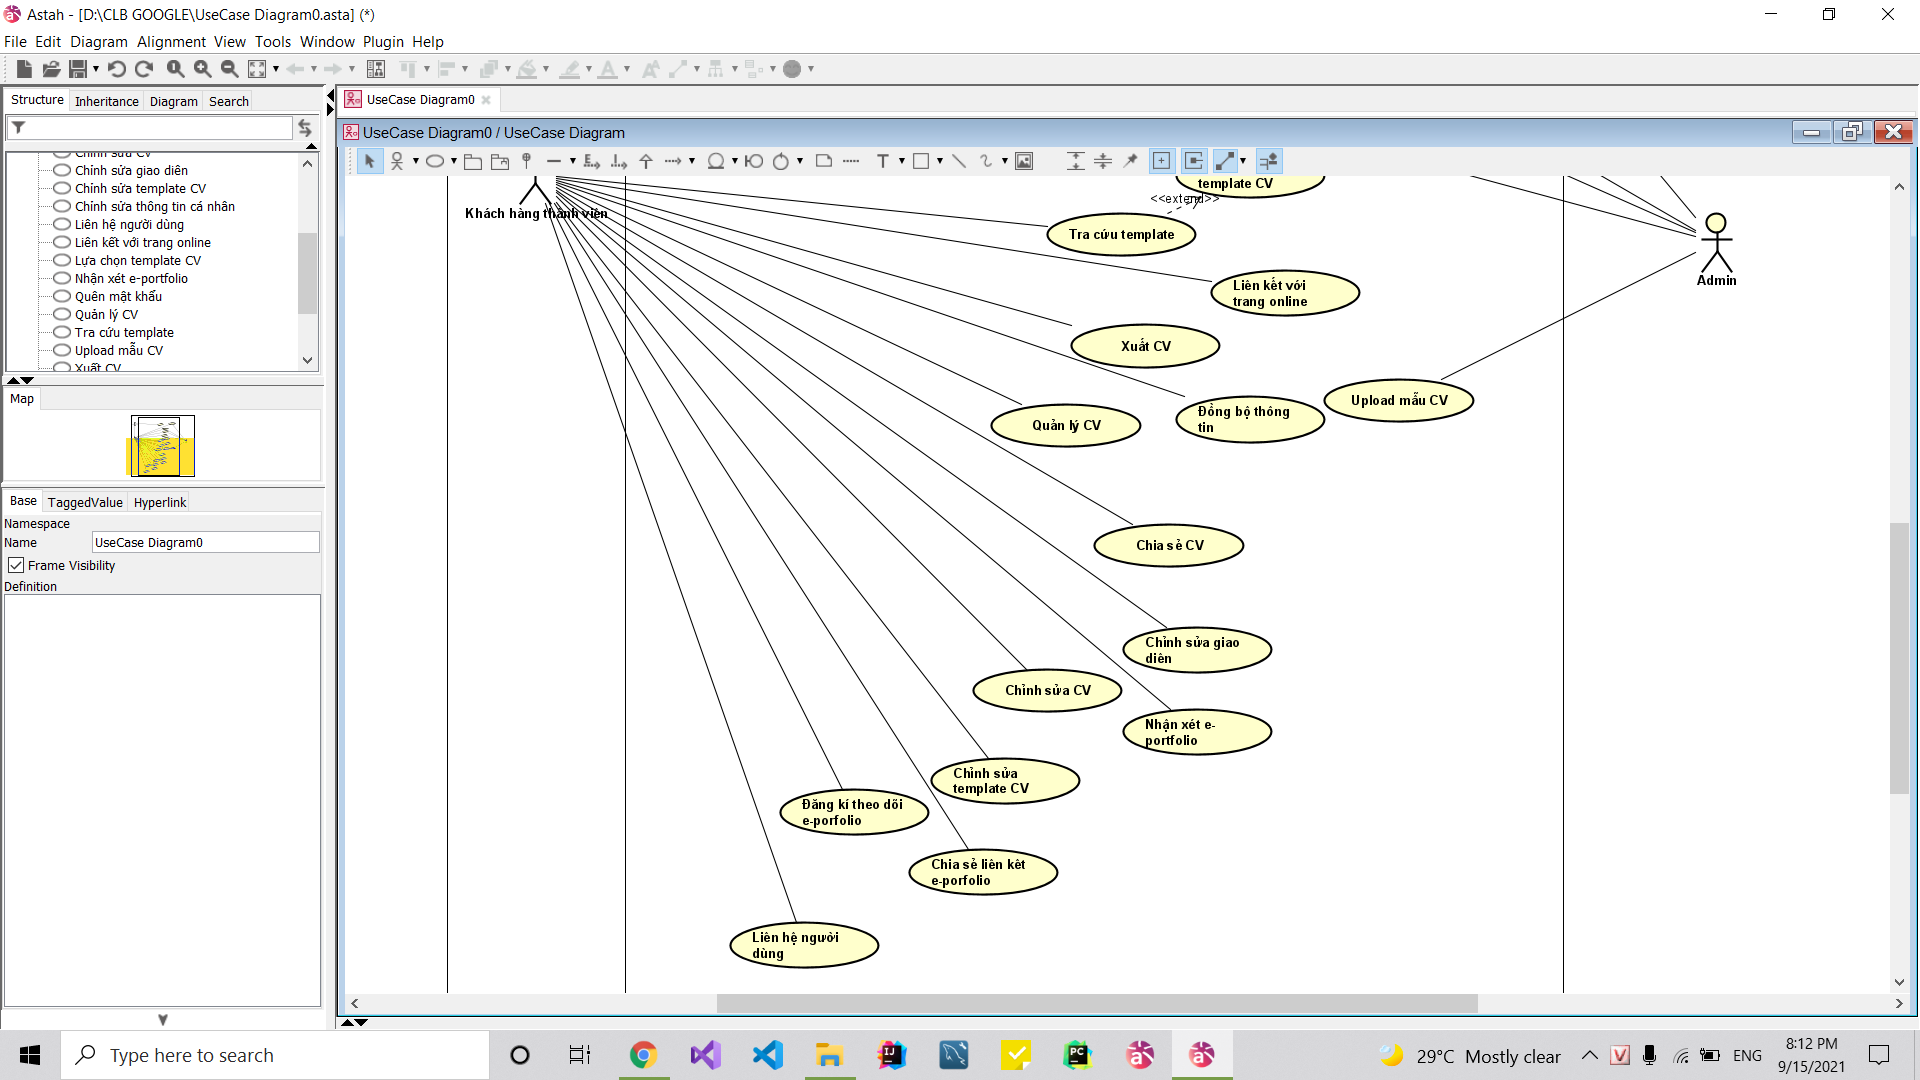 Astah - [D:\CLB GOOGLE\UseCase Diagram0.asta] (*)
File Edit Diagram Alignment View Tools Window Plugin Help
Structure Inheritance Diagram Search
UseCase Diagram0
UseCase Diagram0 / UseCase Diagram
Chỉnh sửa CV
Chỉnh sửa giao diên
Chỉnh sửa template CV
Chỉnh sửa thông tin cá nhân
Liên hệ người dùng
Liên kết với trang online
Lựa chọn template CV
Nhận xét e-portfolio
Quên mật khẩu
Quản lý CV
Tra cứu template
Upload mẫu CV
Xuất CV
Map
Base TaggedValue Hyperlink
Namespace
Name UseCase Diagram0
Frame Visibility
Definition
template CV
<<extend>>
Khách hàng thành viên
Tra cứu template
Admin
Liên kết với
trang online
Xuất CV
Upload mẫu CV
Đồng bộ thông
tin
Quản lý CV
Chia sẻ CV
Chỉnh sửa giao
diên
Chỉnh sửa CV
Nhận xét e-
portfolio
Chỉnh sửa
template CV
Đăng kí theo dõi
e-porfolio
Chia sẻ liên kêt
e-porfolio
Liên hệ người
dùng
Type here to search
29°C Mostly clear
ENG
8:12 PM
9/15/2021